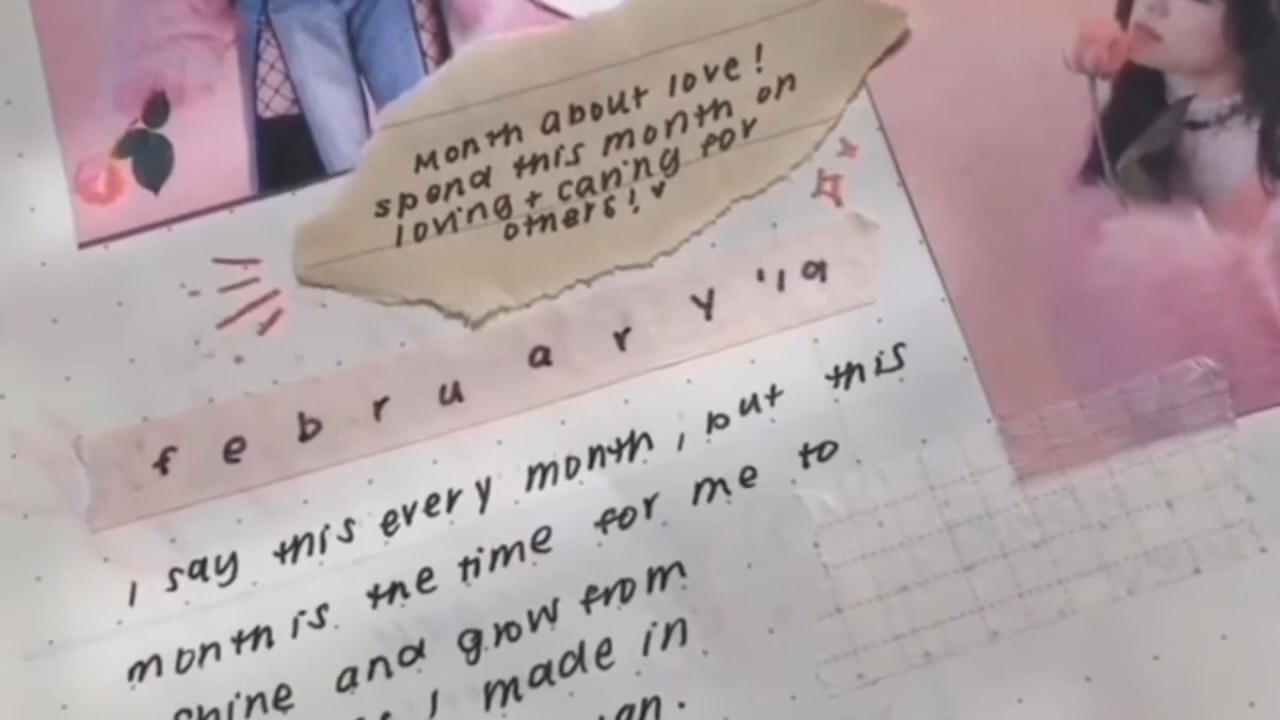 Month about love!
spend this month on
loving + caring for
others!
february '19
I say this every month, but this
month is the time for me to
shine and grow from
I made in